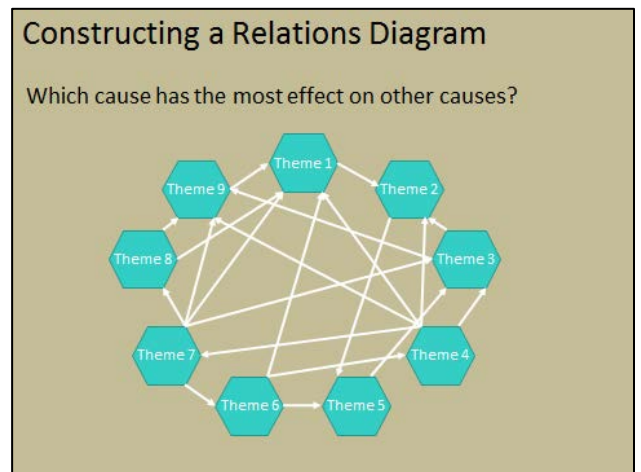 Constructing a Relations Diagram
Which cause has the most effect on other causes?
Theme 1
Theme 9
Theme 2
Theme 8
Theme 3
Theme 7
Theme 4
Theme 6
Theme 5